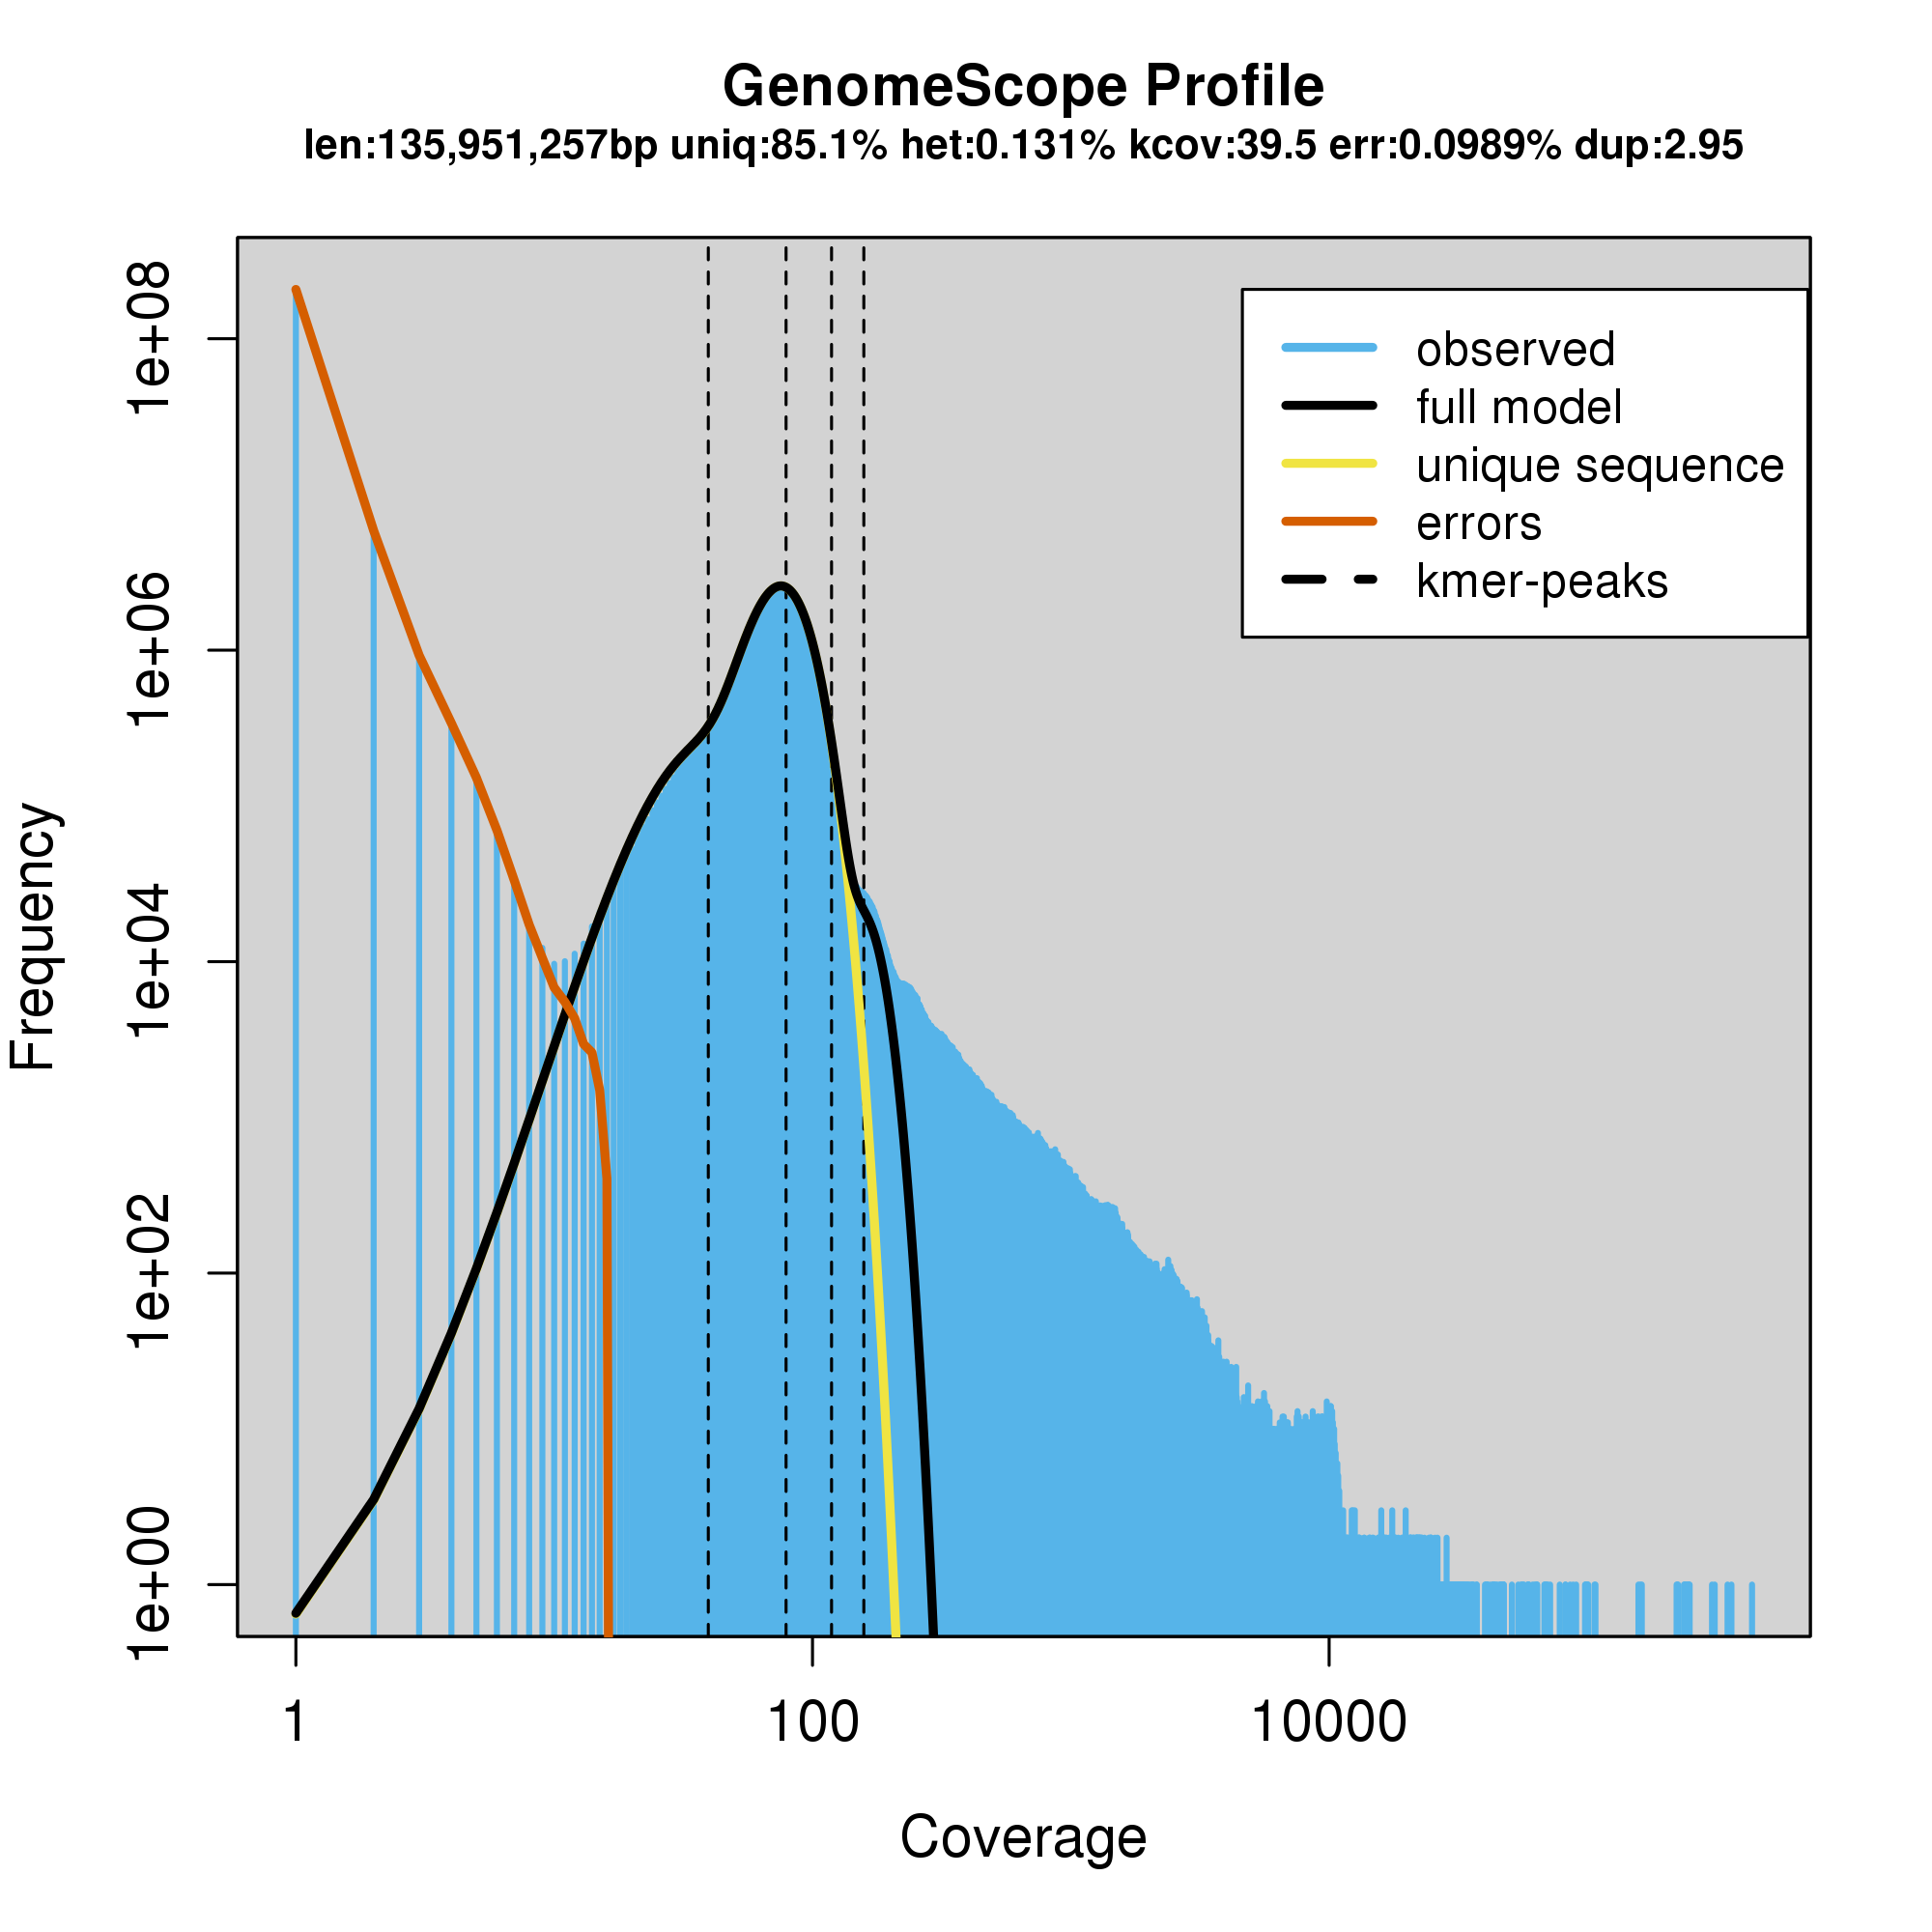 GenomeScope Profile
len:135,951,257bp uniq:85.1% het:0.131% kcov:39.5 err:0.0989% dup:2.95
observed
full model
unique sequence
errors
kmer-peaks
Frequency
1e+08
1e+06
1e+04
1e+02
1e+00
1
100
10000
Coverage